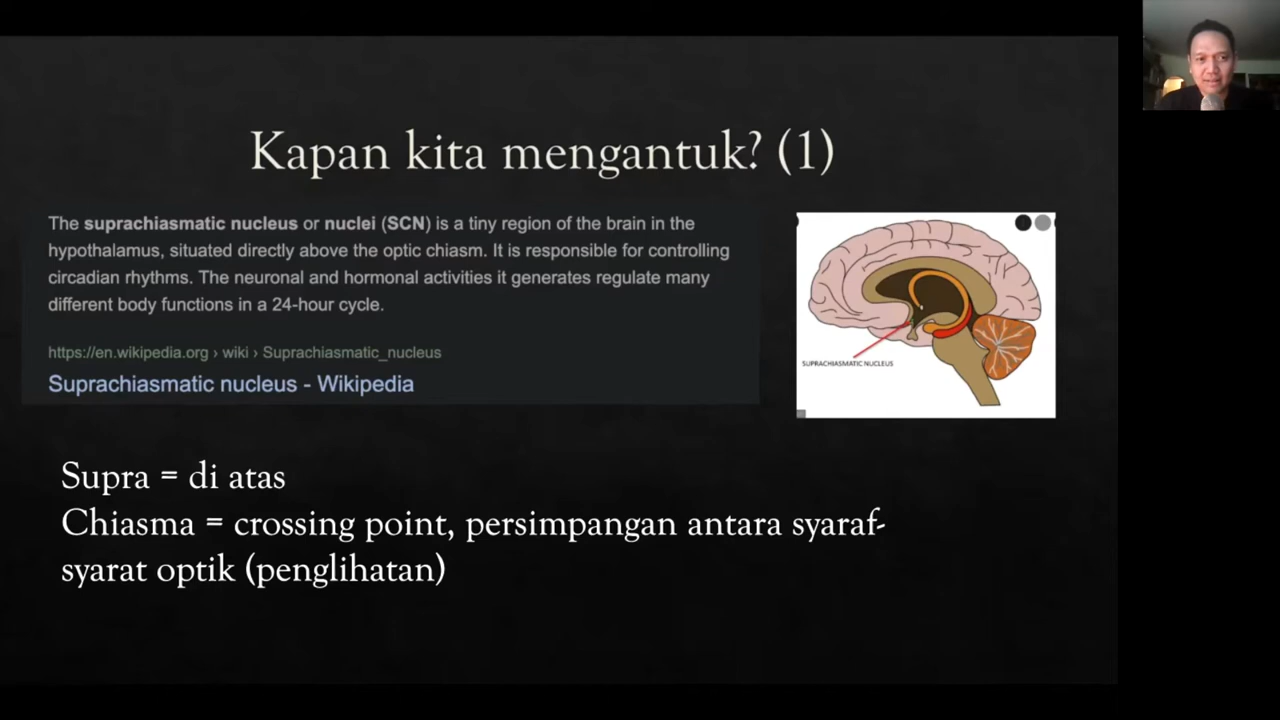 Kapan kita mengantuk? (1)
The suprachiasmatic nucleus or nuclei (SCN) is a tiny region of the brain in the
hypothalamus, situated directly above the optic chiasm. It is responsible for controlling
circadian rhythms. The neuronal and hormonal activities it generates regulate many
different body functions in a 24-hour cycle.
https://en.wikipedia.org › wiki › Suprachiasmatic_nucleus
Suprachiasmatic nucleus - Wikipedia
SUPRACHIASMATIC NUCLEUS
Supra = di atas
Chiasma = crossing point, persimpangan antara syaraf-
syarat optik (penglihatan)